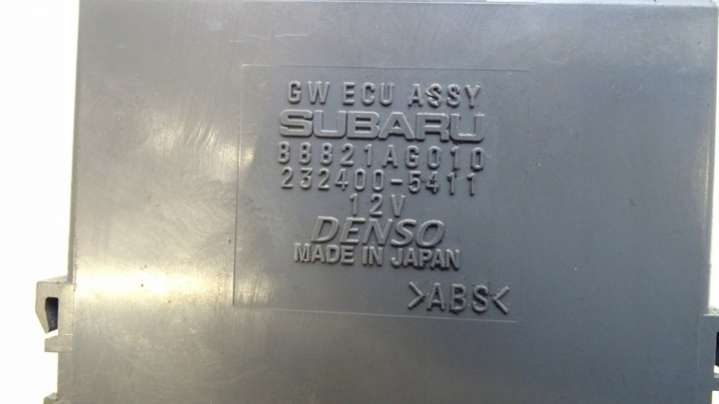 GW ECU ASSY
SUBARU
88821AG010
232400-5411
12V
DENSO
MADE IN JAPAN
>ABS<